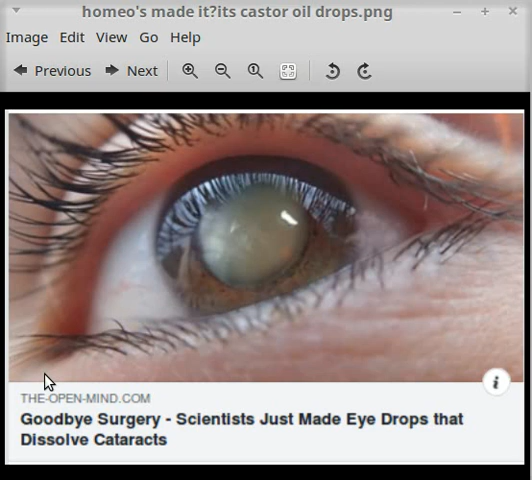 homeo's made it?its castor oil drops.png
Image Edit View Go Help
Previous Next
THE-OPEN-MIND.COM
Goodbye Surgery - Scientists Just Made Eye Drops that
Dissolve Cataracts